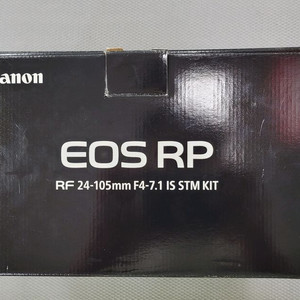 anon
EOS RP
RF 24-105mm F4-7.1 IS STM KIT